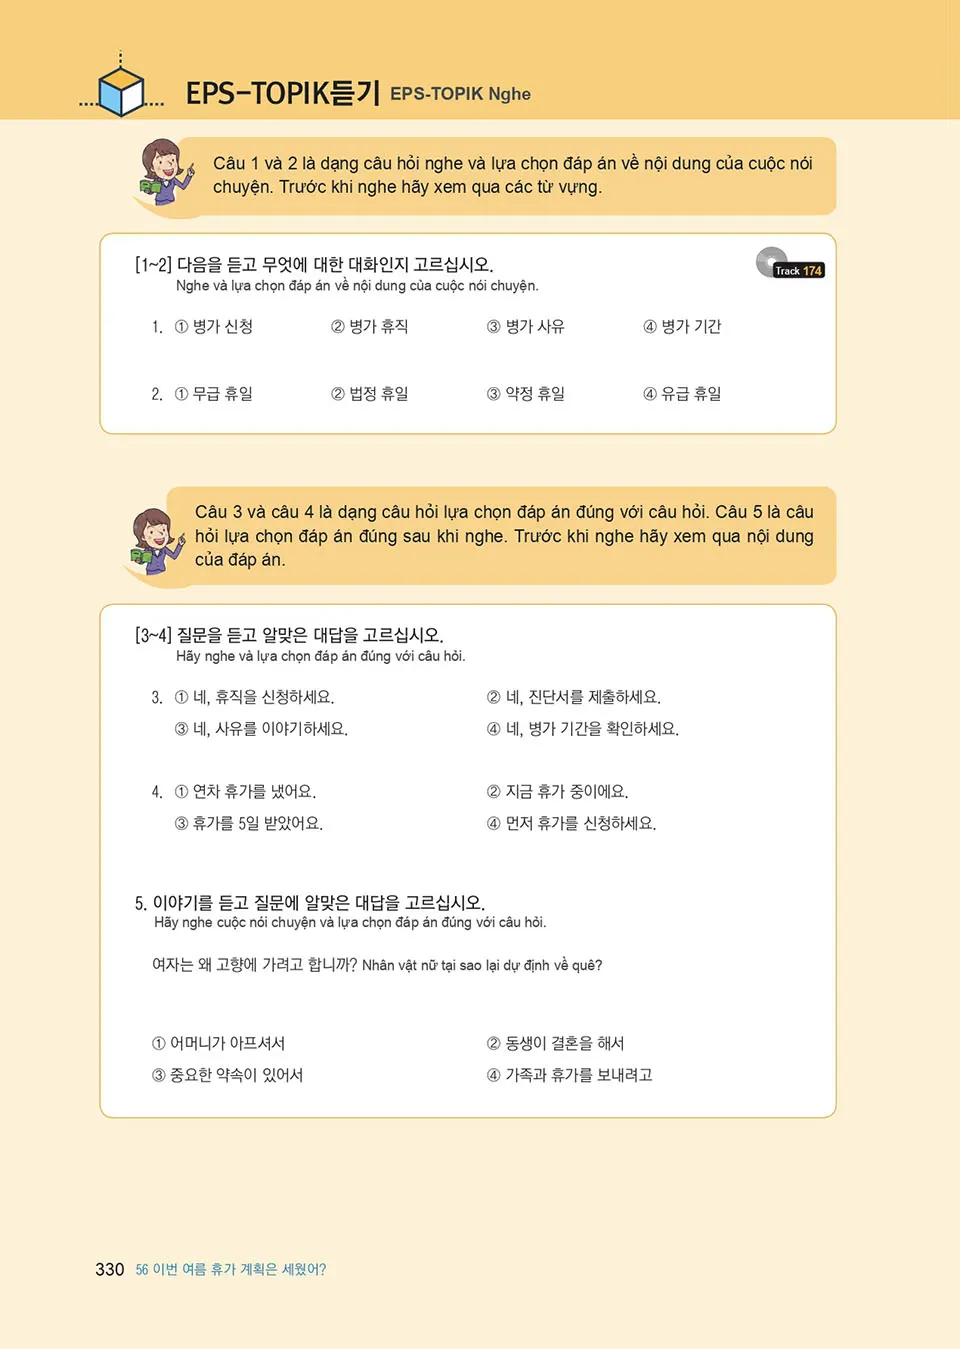 EPS-TOPIK듣기 EPS-TOPIK Nghe
Câu 1 và 2 là dạng câu hỏi nghe và lựa chọn đáp án về nội dung của cuộc nói
chuyện. Trước khi nghe hãy xem qua các từ vựng.
[1~2] 다음을 듣고 무엇에 대한 대화인지 고르십시오.
Nghe và lựa chọn đáp án về nội dung của cuộc nói chuyện.
Track 174
1. ① 병가 신청 ② 병가 휴직 ③ 병가 사유 ④ 병가 기간
2. ① 무급 휴일 ② 법정 휴일 ③ 약정 휴일 ④ 유급 휴일
Câu 3 và câu 4 là dạng câu hỏi lựa chọn đáp án đúng với câu hỏi. Câu 5 là câu
hỏi lựa chọn đáp án đúng sau khi nghe. Trước khi nghe hãy xem qua nội dung
của đáp án.
[3~4] 질문을 듣고 알맞은 대답을 고르십시오.
Hãy nghe và lựa chọn đáp án đúng với câu hỏi.
3. ① 네, 휴직을 신청하세요. ② 네, 진단서를 제출하세요.
③ 네, 사유를 이야기하세요. ④ 네, 병가 기간을 확인하세요.
4. ① 연차 휴가를 냈어요. ② 지금 휴가 중이에요.
③ 휴가를 5일 받았어요. ④ 먼저 휴가를 신청하세요.
5. 이야기를 듣고 질문에 알맞은 대답을 고르십시오.
Hãy nghe cuộc nói chuyện và lựa chọn đáp án đúng với câu hỏi.
여자는 왜 고향에 가려고 합니까? Nhân vật nữ tại sao lại dự định về quê?
① 어머니가 아프셔서 ② 동생이 결혼을 해서
③ 중요한 약속이 있어서 ④ 가족과 휴가를 보내려고
330 56 이번 여름 휴가 계획은 세웠어?